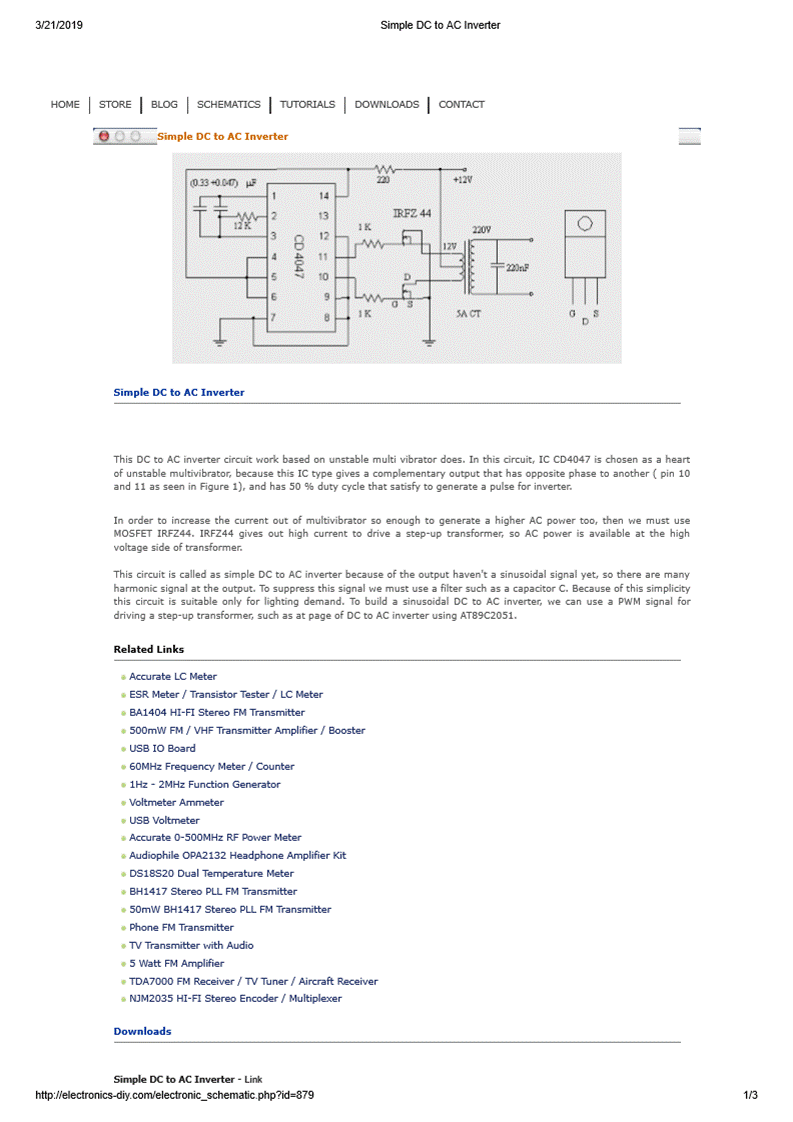 3/21/2019 Simple DC to AC Inverter
HOME STORE BLOG SCHEMATICS TUTORIALS DOWNLOADS CONTACT
Simple DC to AC Inverter
(0.33 +0.047) µF
220
+12V
1 14
2 13
3 12
4 11
5 10
6 9
7 8
12 K
CD 4047
1 K
IRFZ 44
220V
12V
220nF
D
G S
1 K
5A CT
G D S
Simple DC to AC Inverter
This DC to AC inverter circuit work based on unstable multi vibrator does. In this circuit, IC CD4047 is chosen as a heart
of unstable multivibrator, because this IC type gives a complementary output that has opposite phase to another ( pin 10
and 11 as seen in Figure 1), and has 50 % duty cycle that satisfy to generate a pulse for inverter.
In order to increase the current out of multivibrator so enough to generate a higher AC power too, then we must use
MOSFET IRFZ44. IRFZ44 gives out high current to drive a step-up transformer, so AC power is available at the high
voltage side of transformer.
This circuit is called as simple DC to AC inverter because of the output haven't a sinusoidal signal yet, so there are many
harmonic signal at the output. To suppress this signal we must use a filter such as a capacitor C. Because of this simplicity
this circuit is suitable only for lighting demand. To build a sinusoidal DC to AC inverter, we can use a PWM signal for
driving a step-up transformer, such as at page of DC to AC inverter using AT89C2051.
Related Links
Accurate LC Meter
ESR Meter / Transistor Tester / LC Meter
BA1404 HI-FI Stereo FM Transmitter
500mW FM / VHF Transmitter Amplifier / Booster
USB IO Board
60MHz Frequency Meter / Counter
1Hz - 2MHz Function Generator
Voltmeter Ammeter
USB Voltmeter
Accurate 0-500MHz RF Power Meter
Audiophile OPA2132 Headphone Amplifier Kit
DS18S20 Dual Temperature Meter
BH1417 Stereo PLL FM Transmitter
50mW BH1417 Stereo PLL FM Transmitter
Phone FM Transmitter
TV Transmitter with Audio
5 Watt FM Amplifier
TDA7000 FM Receiver / TV Tuner / Aircraft Receiver
NJM2035 HI-FI Stereo Encoder / Multiplexer
Downloads
Simple DC to AC Inverter - Link
http://electronics-diy.com/electronic_schematic.php?id=879 1/3